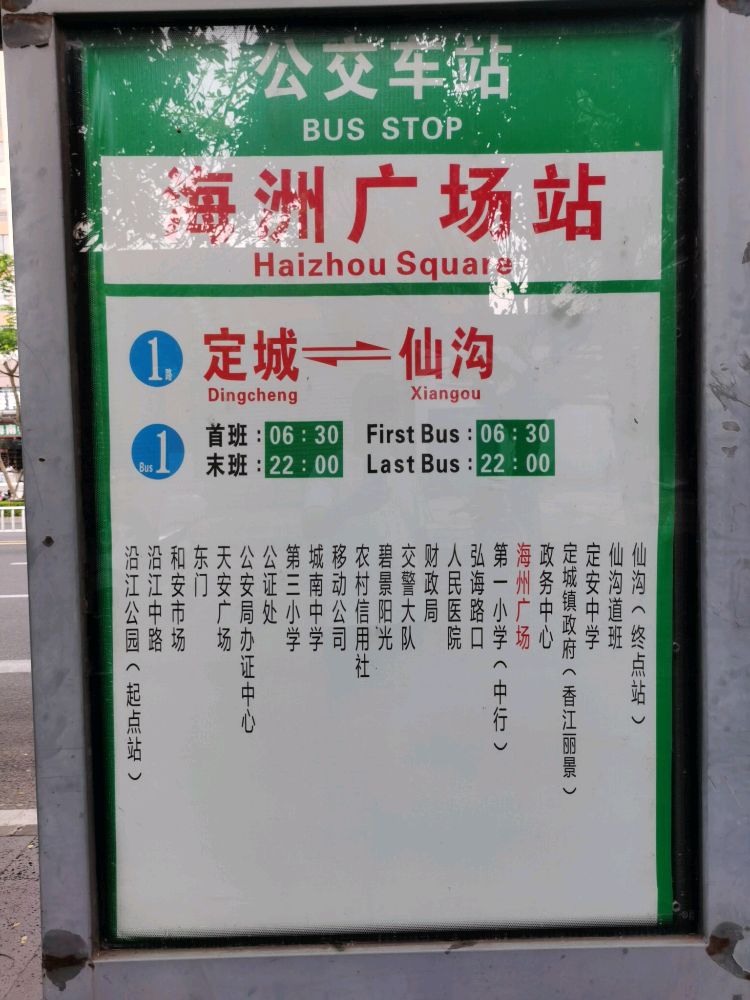 公交车站
BUS STOP
海洲广场站
Haizhou Square
1路 定城 ⇌ 仙沟
Dingcheng Xiangou
Bus 1
首班：06：30 First Bus：06：30
末班：22：00 Last Bus：22：00
沿江公园（起点站）
沿江中路
和安市场
东门
天安广场
公安局办证中心
公证处
第三小学
城南中学
移动公司
农村信用社
碧景阳光
交警大队
财政局
人民医院
弘海路口
第一小学（中行）
海州广场
政务中心
定城镇政府（香江丽景）
定安中学
仙沟道班
仙沟（终点站）